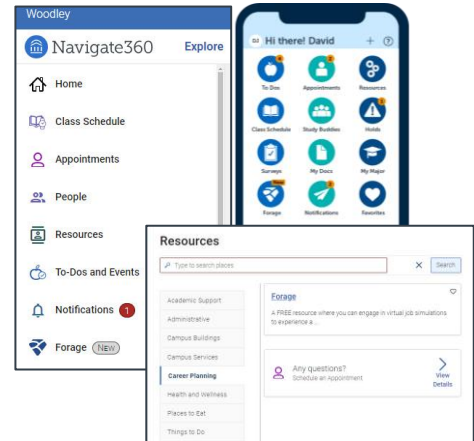 Woodley
Navigate360 Explore
Home
Class Schedule
Appointments
People
Resources
To-Dos and Events
Notifications 1
Forage New
Hi there! David
To-Dos Appointments Resources
Class Schedule Study Buddies Holds
Surveys My Docs My Major
New
Forage Notifications Favorites
Resources
Type to search places Search
Academic Support
Administrative
Campus Buildings
Campus Services
Career Planning
Health and Wellness
Places to Eat
Things to Do
Forage
A FREE resource where you can engage in virtual job simulations
to experience a...
Any questions?
Schedule an Appointment
View
Details